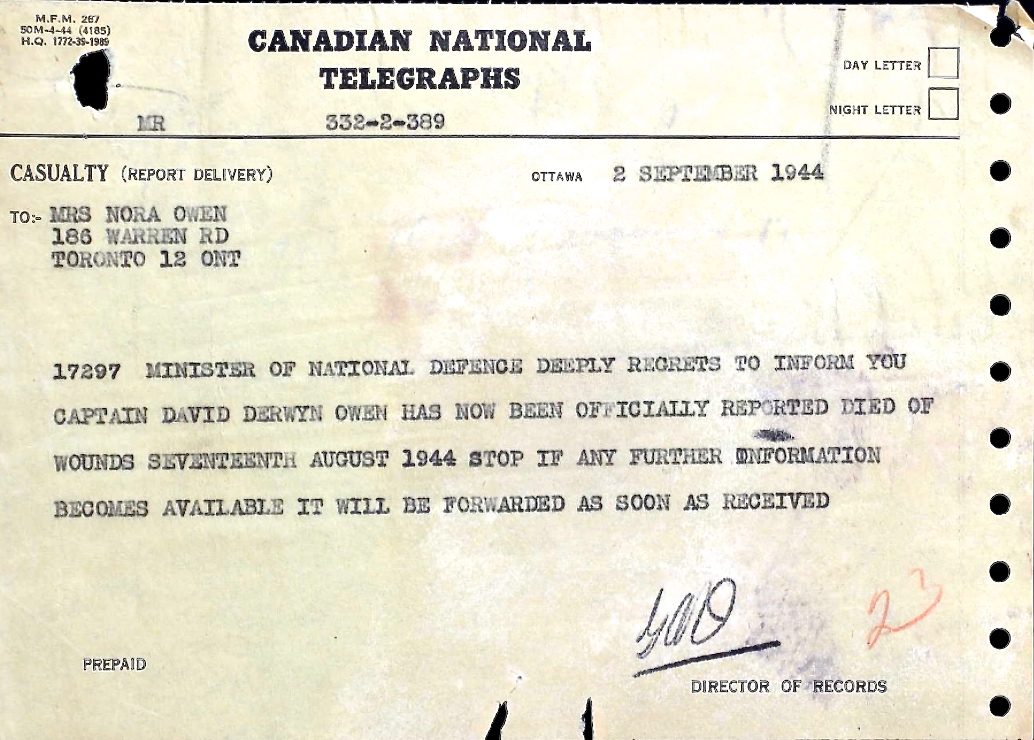 M.F.M. 267
50M-4-44 (4185)
H.Q. 1772-39-1989
CANADIAN NATIONAL
TELEGRAPHS
DAY LETTER
NIGHT LETTER
MR 332-2-389
CASUALTY (REPORT DELIVERY) OTTAWA 2 SEPTEMBER 1944
TO:- MRS NORA OWEN
186 WARREN RD
TORONTO 12 ONT
17297 MINISTER OF NATIONAL DEFENCE DEEPLY REGRETS TO INFORM YOU
CAPTAIN DAVID DERWYN OWEN HAS NOW BEEN OFFICIALLY REPORTED DIED OF
WOUNDS SEVENTEENTH AUGUST 1944 STOP IF ANY FURTHER INFORMATION
BECOMES AVAILABLE IT WILL BE FORWARDED AS SOON AS RECEIVED
23
PREPAID
DIRECTOR OF RECORDS